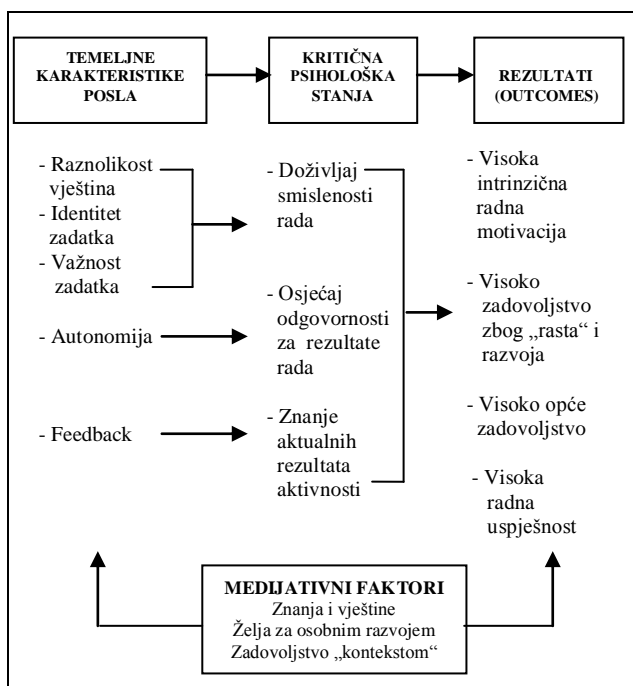 TEMELJNE
KARAKTERISTIKE
POSLA
KRITIČNA
PSIHOLOŠKA
STANJA
REZULTATI
(OUTCOMES)
- Raznolikost
vještina
- Identitet
zadatka
- Važnost
zadatka
- Autonomija
- Feedback
- Doživljaj
smislenosti
rada
- Osjećaj
odgovornosti
za rezultate
rada
- Znanje
aktualnih
rezultata
aktivnosti
- Visoka
intrinzična
radna
motivacija
- Visoko
zadovoljstvo
zbog „rasta“ i
razvoja
- Visoko opće
zadovoljstvo
- Visoka
radna
uspješnost
MEDIJATIVNI FAKTORI
Znanja i vještine
Želja za osobnim razvojem
Zadovoljstvo „kontekstom“